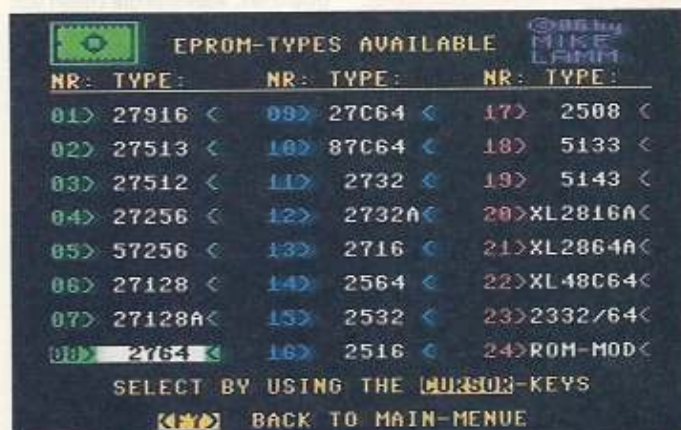 EPROM-TYPES AVAILABLE
©86 by
MIKE
LAMM
NR: TYPE: NR: TYPE: NR: TYPE:
01> 27916 < 09> 27C64 < 17> 2508 <
02> 27513 < 10> 87C64 < 18> 5133 <
03> 27512 < 11> 2732 < 19> 5143 <
04> 27256 < 12> 2732A< 20>XL2816A<
05> 57256 < 13> 2716 < 21>XL2864A<
06> 27128 < 14> 2564 < 22>XL48C64<
07> 27128A< 15> 2532 < 23>2332/64<
08> 2764 < 16> 2516 < 24>ROM-MOD<
SELECT BY USING THE CURSOR-KEYS
<F7> BACK TO MAIN-MENUE